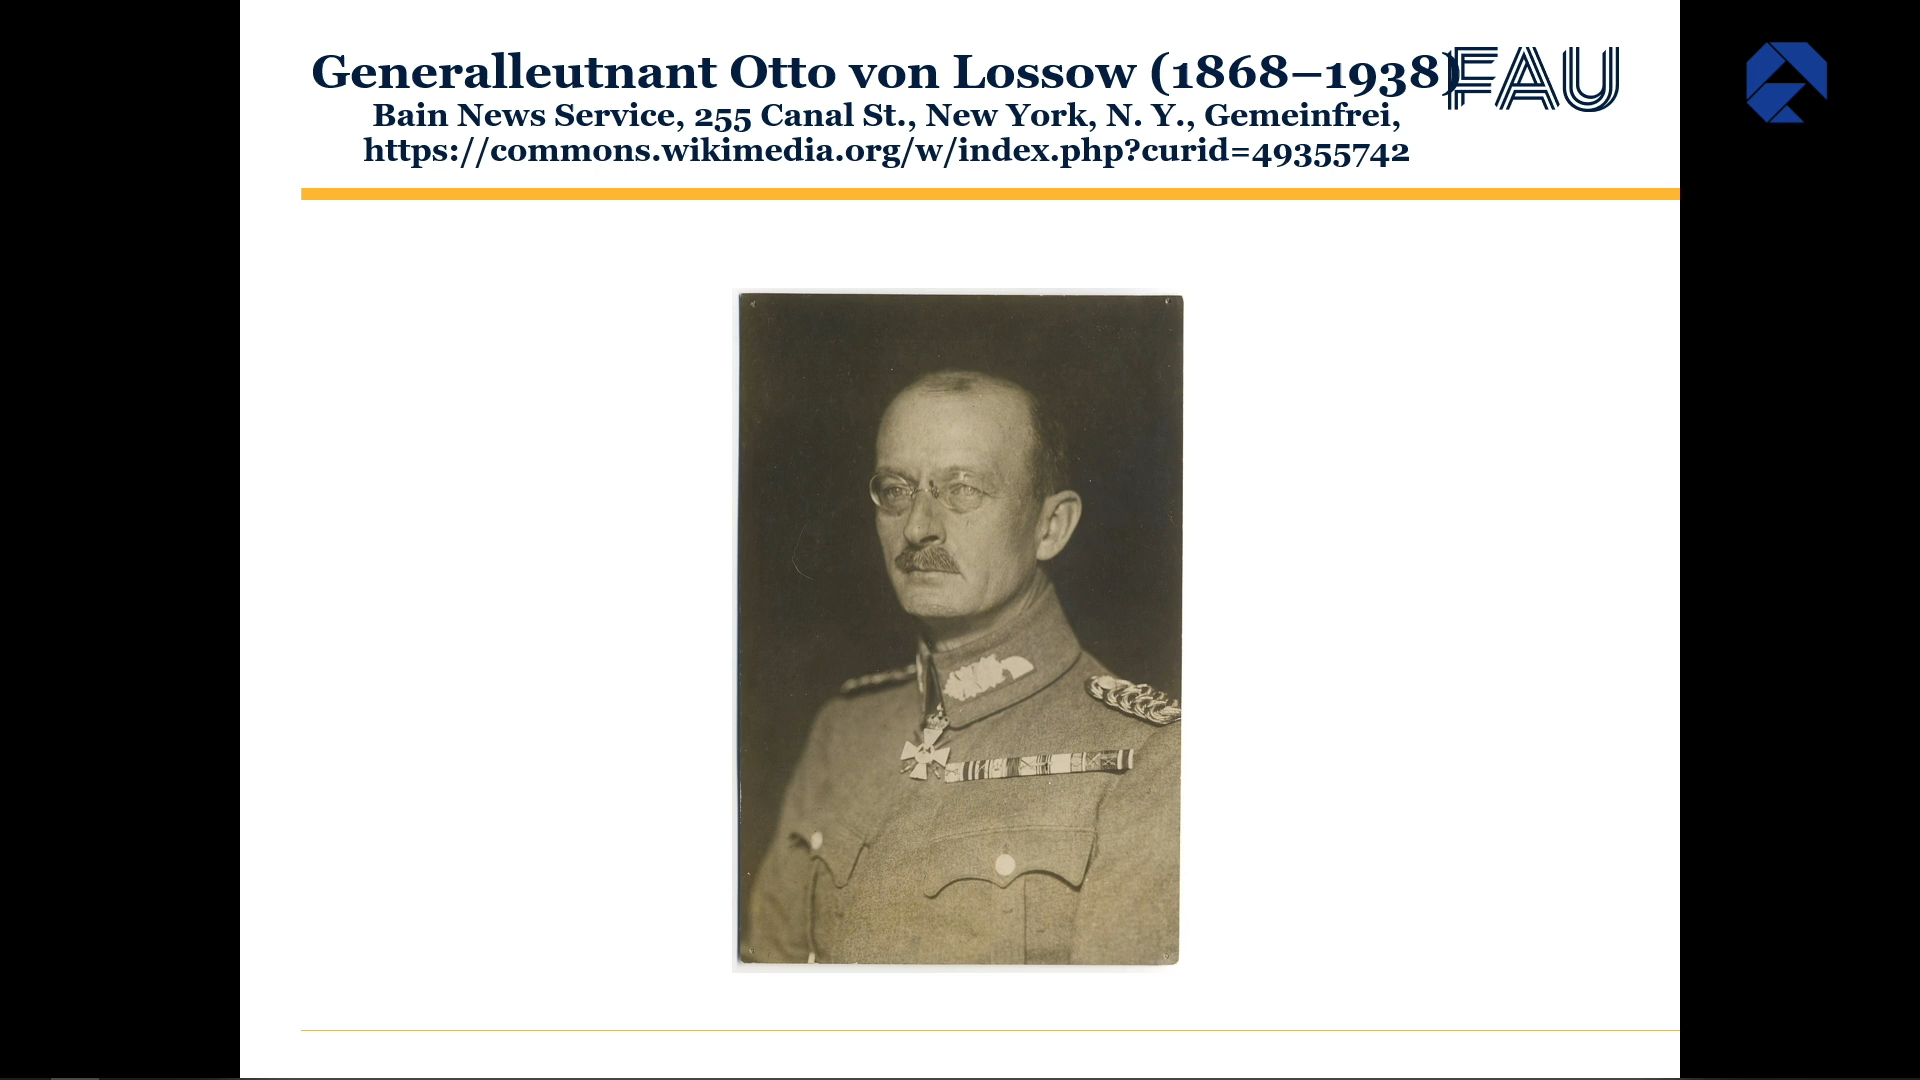 Generalleutnant Otto von Lossow (1868–1938)
FAU
Bain News Service, 255 Canal St., New York, N. Y., Gemeinfrei,
https://commons.wikimedia.org/w/index.php?curid=49355742